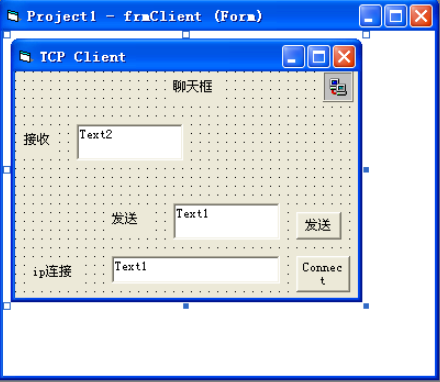 Project1 - frmClient (Form)
TCP Client
聊天框
接收
Text2
发送
Text1
发送
ip连接
Text1
Connec
t